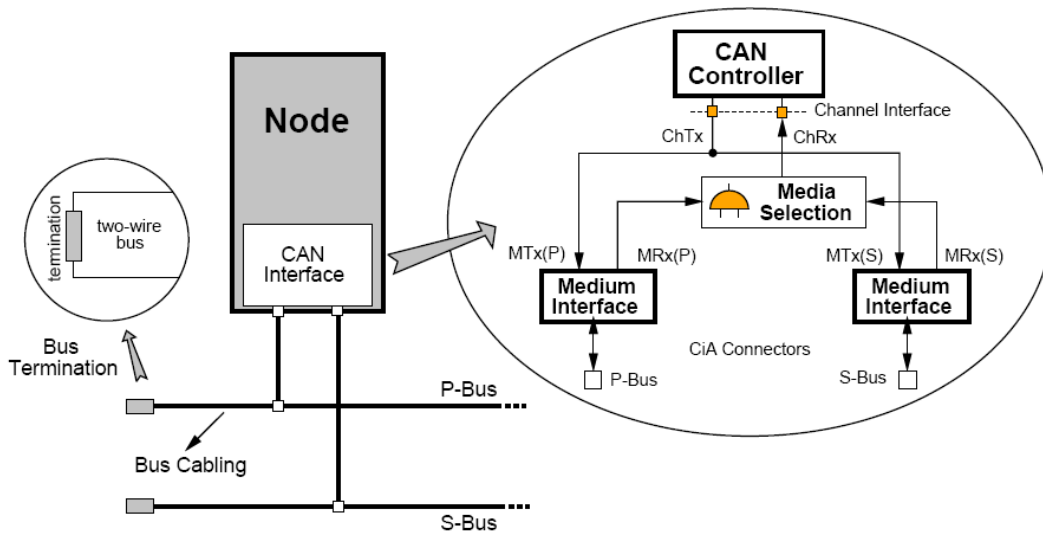 Node
CAN
Interface
termination
two-wire
bus
Bus
Termination
P-Bus
Bus Cabling
S-Bus
CAN
Controller
Channel Interface
ChTx
ChRx
Media
Selection
MTx(P)
MRx(P)
MTx(S)
MRx(S)
Medium
Interface
Medium
Interface
CiA Connectors
P-Bus
S-Bus